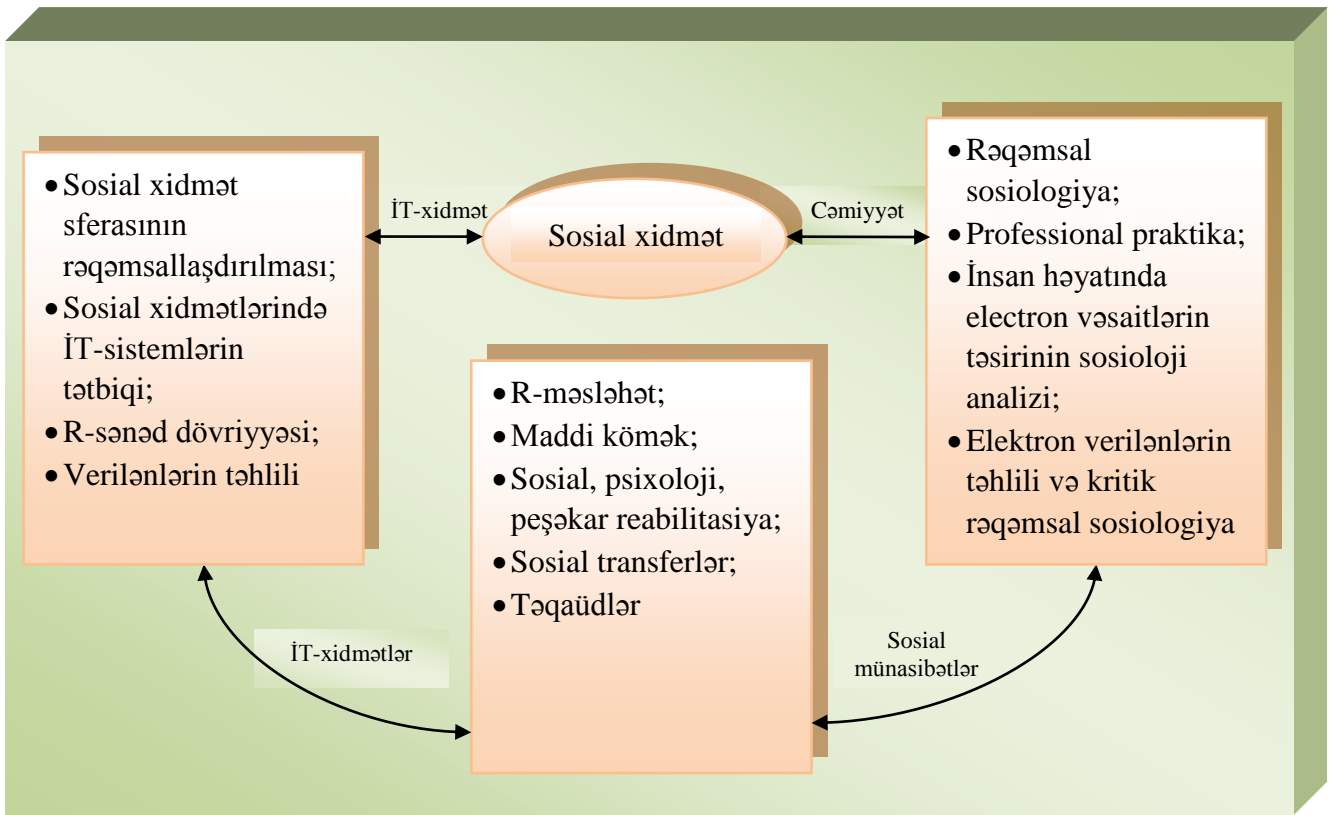 • Sosial xidmət
sferasının
rəqəmsallaşdırılması;
• Sosial xidmətlərində
İT-sistemlərin
tətbiqi;
• R-sənəd dövriyyəsi;
• Verilənlərin təhlili
İT-xidmət
Sosial xidmət
Cəmiyyət
• Rəqəmsal
sosiologiya;
• Professional praktika;
• İnsan həyatında
electron vəsaitlərin
təsirinin sosioloji
analizi;
• Elektron verilənlərin
təhlili və kritik
rəqəmsal sosiologiya
• R-məsləhət;
• Maddi kömək;
• Sosial, psixoloji,
peşəkar reabilitasiya;
• Sosial transferlər;
• Təqaüdlər
İT-xidmətlər
Sosial
münasibətlər